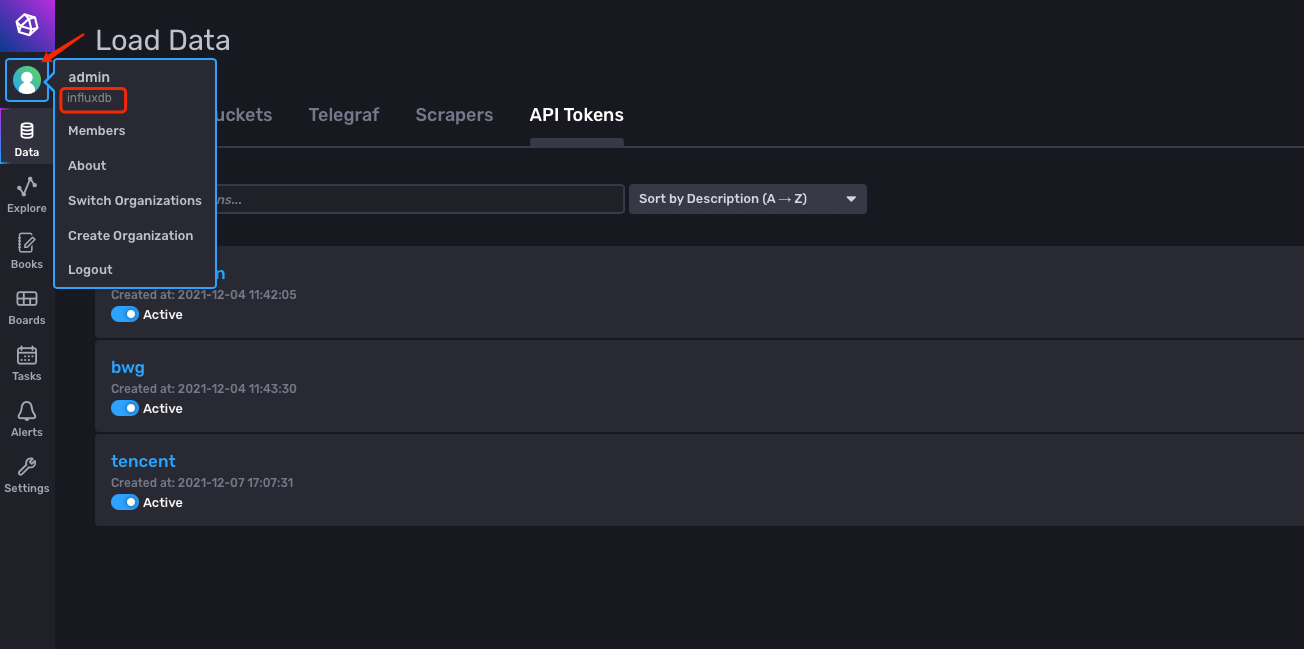 Load Data
admin
influxdb
Members
About
Switch Organizations
Create Organization
Logout
Telegraf
Scrapers
API Tokens
Data
Explore
Books
Boards
Tasks
Alerts
Settings
Sort by Description (A → Z)
Created at: 2021-12-04 11:42:05
Active
bwg
Created at: 2021-12-04 11:43:30
Active
tencent
Created at: 2021-12-07 17:07:31
Active